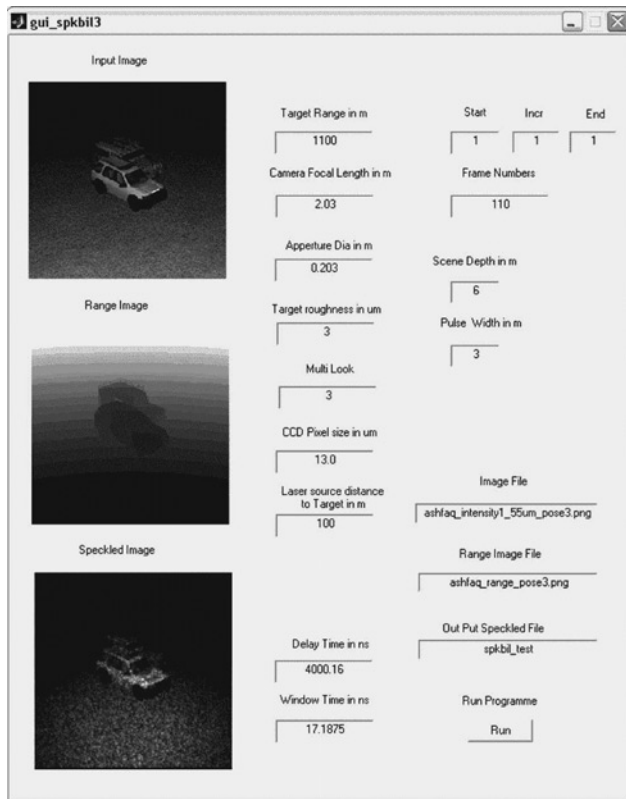 gui_spkbil3
Input Image
Range Image
Speckled Image
Target Range in m
1100
Camera Focal Length in m
2.03
Apperture Dia in m
0.203
Target roughness in um
3
Multi Look
3
CCD Pixel size in um
13.0
Laser source distance
to Target in m
100
Delay Time in ns
4000.16
Window Time in ns
17.1875
Start Incr End
1 1 1
Frame Numbers
110
Scene Depth in m
6
Pulse Width in m
3
Image File
ashfaq_intensity1_55um_pose3.png
Range Image File
ashfaq_range_pose3.png
Out Put Speckled File
spkbil_test
Run Programme
Run